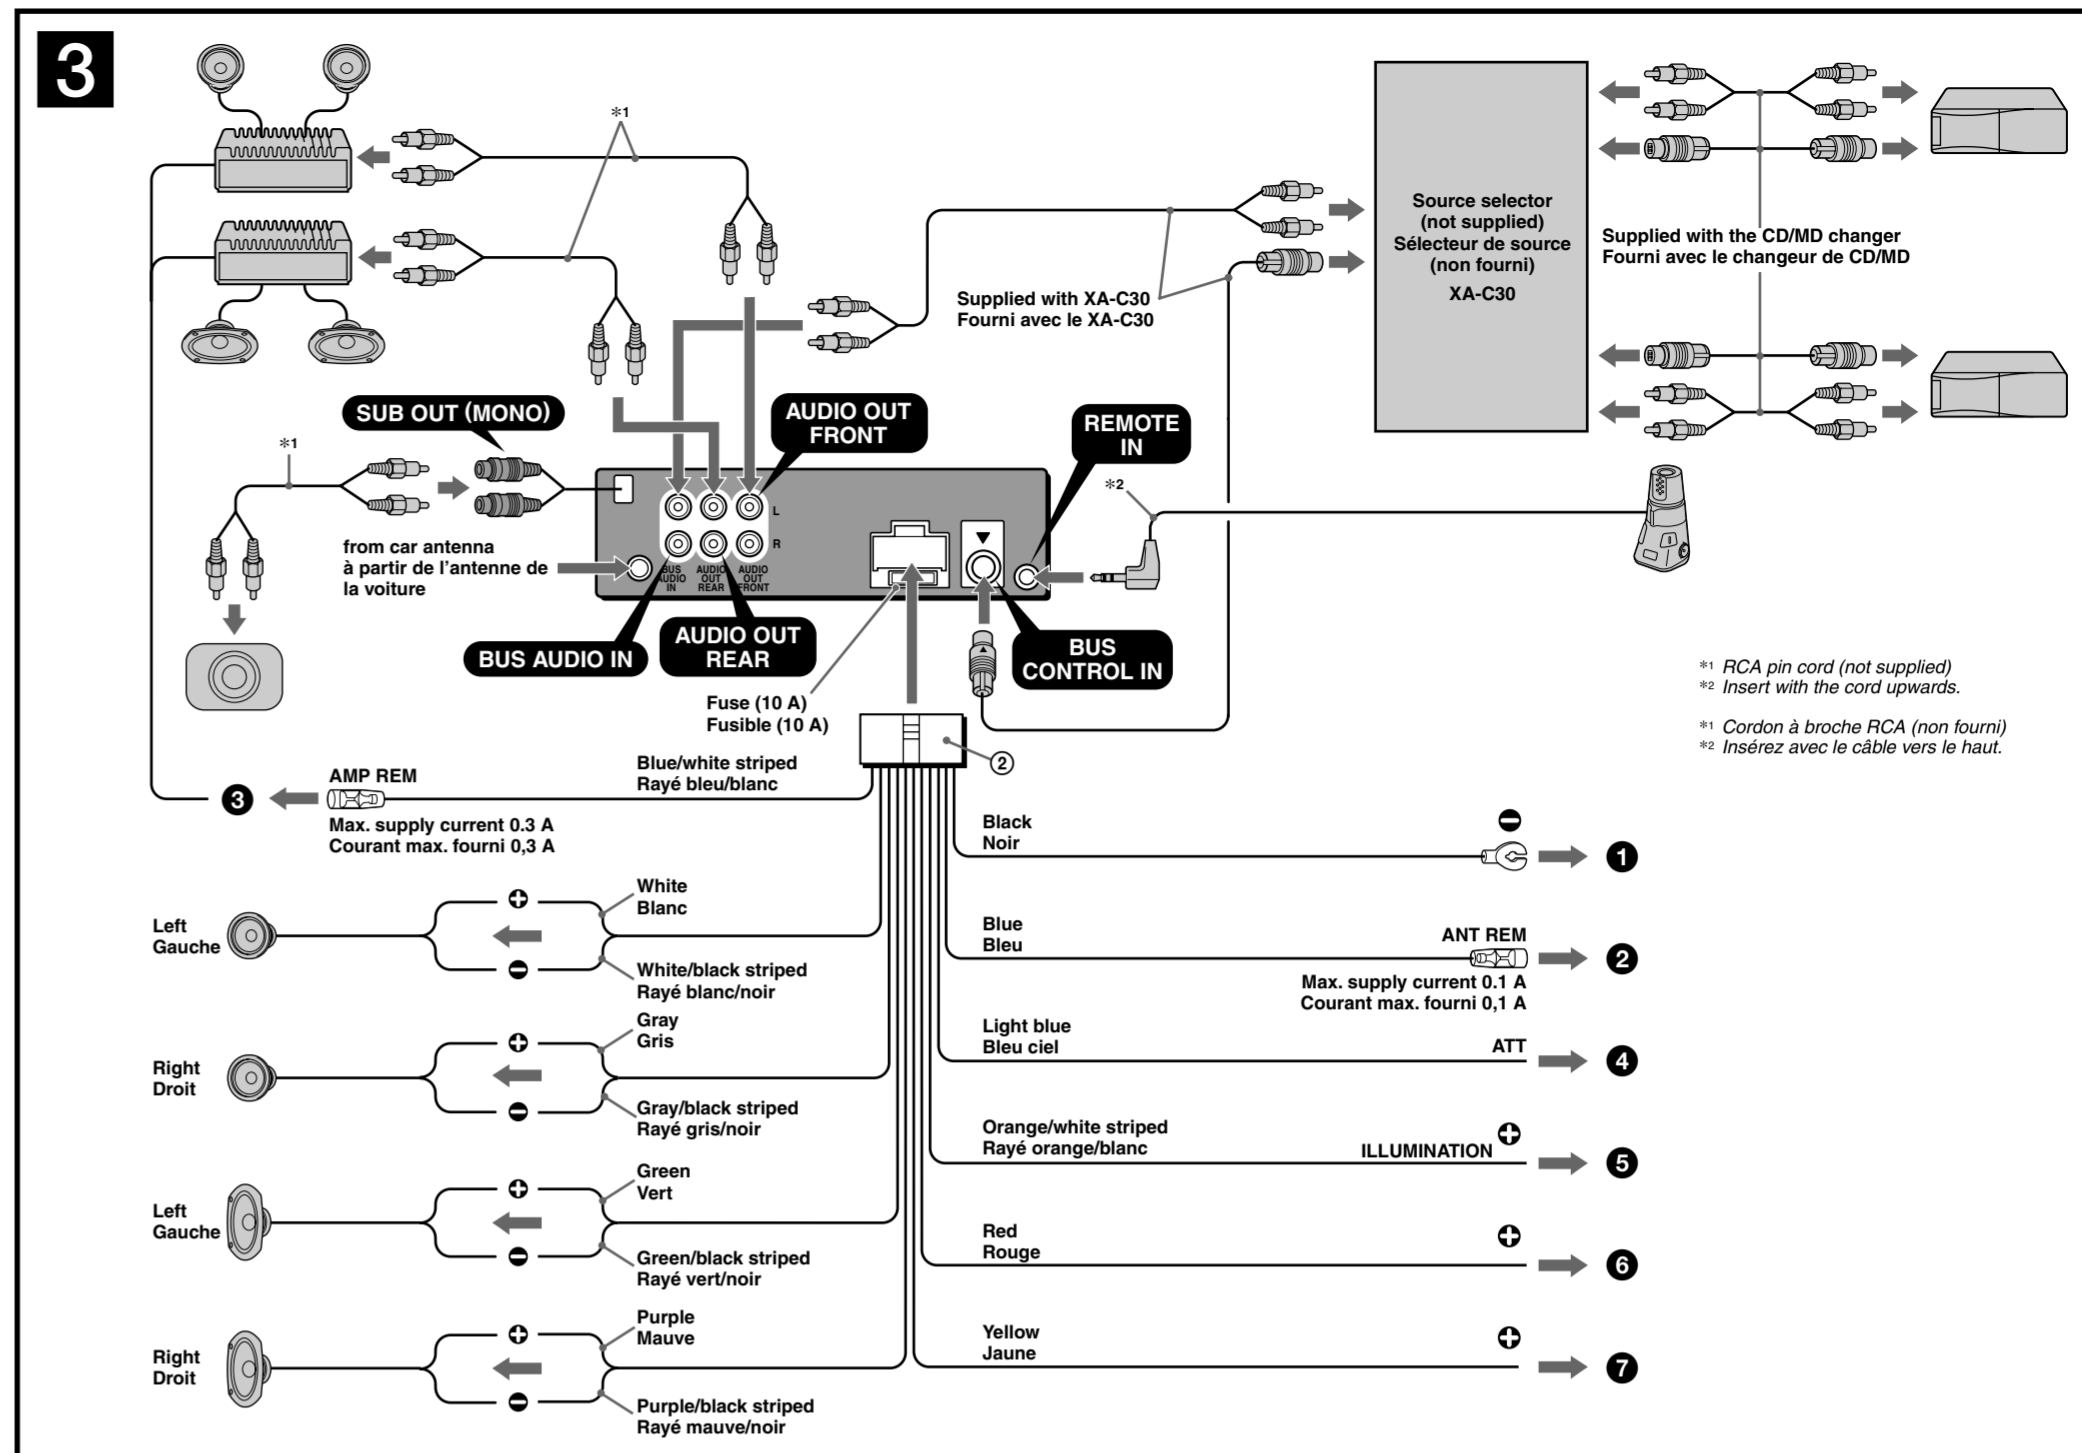 3
*1
Source selector
(not supplied)
Sélecteur de source
(non fourni)
XA-C30
Supplied with the CD/MD changer
Fourni avec le changeur de CD/MD
Supplied with XA-C30
Fourni avec le XA-C30
SUB OUT (MONO)
AUDIO OUT
FRONT
REMOTE
IN
*1
*2
L
R
from car antenna
à partir de l'antenne de
la voiture
BUS
AUDIO
IN
AUDIO
OUT
REAR
AUDIO
OUT
FRONT
BUS AUDIO IN
AUDIO OUT
REAR
BUS
CONTROL IN
*1 RCA pin cord (not supplied)
*2 Insert with the cord upwards.
*1 Cordon à broche RCA (non fourni)
*2 Insérez avec le câble vers le haut.
Fuse (10 A)
Fusible (10 A)
2
Blue/white striped
Rayé bleu/blanc
AMP REM
3
Max. supply current 0.3 A
Courant max. fourni 0,3 A
Black
Noir
1
White
Blanc
Left
Gauche
White/black striped
Rayé blanc/noir
Blue
Bleu
ANT REM
2
Max. supply current 0.1 A
Courant max. fourni 0,1 A
Gray
Gris
Right
Droit
Gray/black striped
Rayé gris/noir
Light blue
Bleu ciel
ATT
4
Orange/white striped
Rayé orange/blanc
ILLUMINATION
5
Green
Vert
Left
Gauche
Green/black striped
Rayé vert/noir
Red
Rouge
6
Purple
Mauve
Right
Droit
Purple/black striped
Rayé mauve/noir
Yellow
Jaune
7